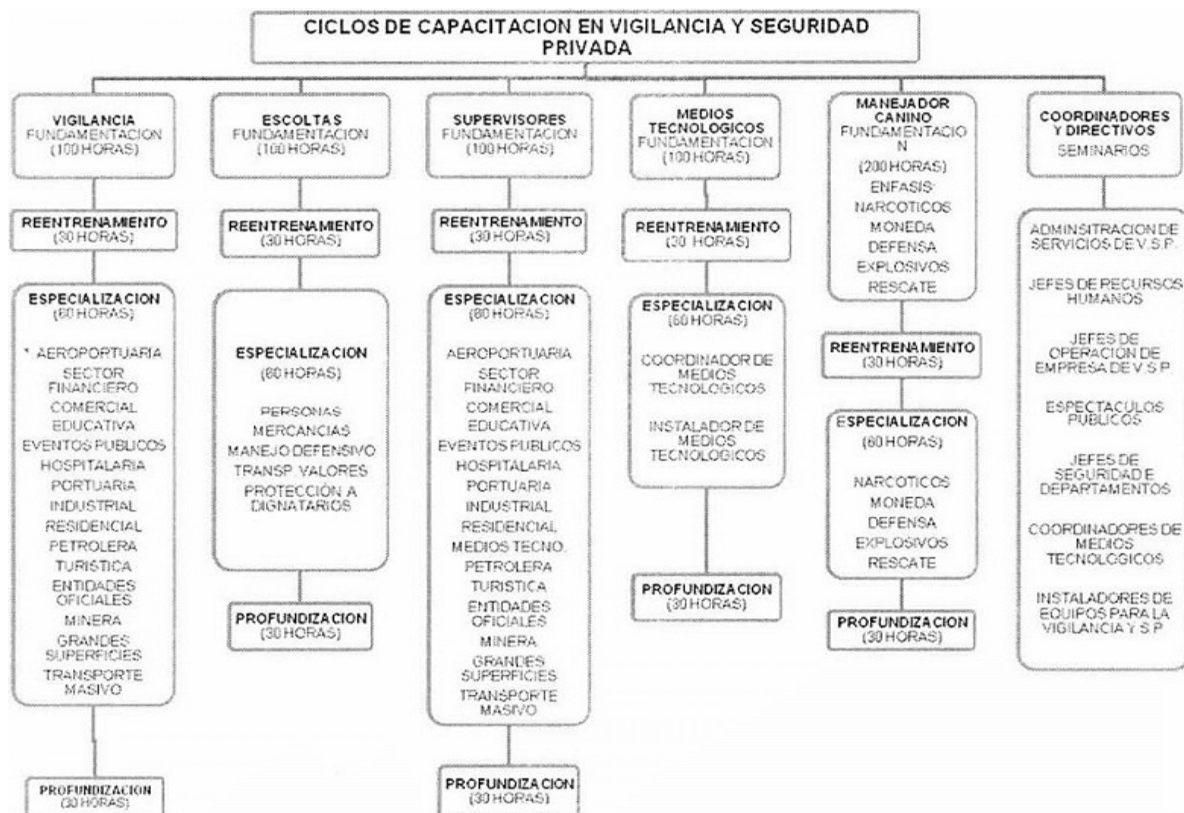 CICLOS DE CAPACITACION EN VIGILANCIA Y SEGURIDAD
PRIVADA
VIGILANCIA
FUNDAMENTACION
(100 HORAS)
REENTRENAMIENTO
(30 HORAS)
ESPECIALIZACION
(60 HORAS)
* AEROPORTUARIA
SECTOR
FINANCIERO
COMERCIAL
EDUCATIVA
EVENTOS PUBLICOS
HOSPITALARIA
PORTUARIA
INDUSTRIAL
RESIDENCIAL
PETROLERA
TURISTICA
ENTIDADES
OFICIALES
MINERA
GRANDES
SUPERFICIES
TRANSPORTE
MASIVO
PROFUNDIZACION
(30 HORAS)
ESCOLTAS
FUNDAMENTACION
(100 HORAS)
REENTRENAMIENTO
(30 HORAS)
ESPECIALIZACION
(60 HORAS)
PERSONAS
MERCANCIAS
MANEJO DEFENSIVO
TRANSP. VALORES
PROTECCIÓN A
DIGNATARIOS
PROFUNDIZACION
(30 HORAS)
SUPERVISORES
FUNDAMENTACION
(100 HORAS)
REENTRENAMIENTO
(30 HORAS)
ESPECIALIZACION
(80 HORAS)
AEROPORTUARIA
SECTOR
FINANCIERO
COMERCIAL
EDUCATIVA
EVENTOS PUBLICOS
HOSPITALARIA
PORTUARIA
INDUSTRIAL
RESIDENCIAL
MEDIOS TECNO.
PETROLERA
TURISTICA
ENTIDADES
OFICIALES
MINERA
GRANDES
SUPERFICIES
TRANSPORTE
MASIVO
PROFUNDIZACION
(30 HORAS)
MEDIOS
TECNOLOGICOS
FUNDAMENTACION
(100 HORAS)
REENTRENAMIENTO
(30 HORAS)
ESPECIALIZACION
(60 HORAS)
COORDINADOR DE
MEDIOS
TECNOLOGICOS
INSTALADOR DE
MEDIOS
TECNOLOGICOS
PROFUNDIZACION
(30 HORAS)
MANEJADOR
CANINO
FUNDAMENTACIO
N
(200 HORAS)
ENFASIS
NARCOTICOS
MONEDA
DEFENSA
EXPLOSIVOS
RESCATE
REENTRENAMIENTO
(30 HORAS)
ESPECIALIZACION
(60 HORAS)
NARCOTICOS
MONEDA
DEFENSA
EXPLOSIVOS
RESCATE
PROFUNDIZACION
(30 HORAS)
COORDINADORES
Y DIRECTIVOS
SEMINARIOS
ADMINSITRACION DE
SERVICIOS DE V.S.P.
JEFES DE RECURSOS
HUMANOS
JEFES DE
OPERACIÓN DE
EMPRESA DE V.S.P
ESPECTACULOS
PUBLICOS
JEFES DE
SEGURIDAD E
DEPARTAMENTOS
COORDINADORES DE
MEDIOS
TECNOLOGICOS
INSTALADORES DE
EQUIPOS PARA LA
VIGILANCIA Y S.P